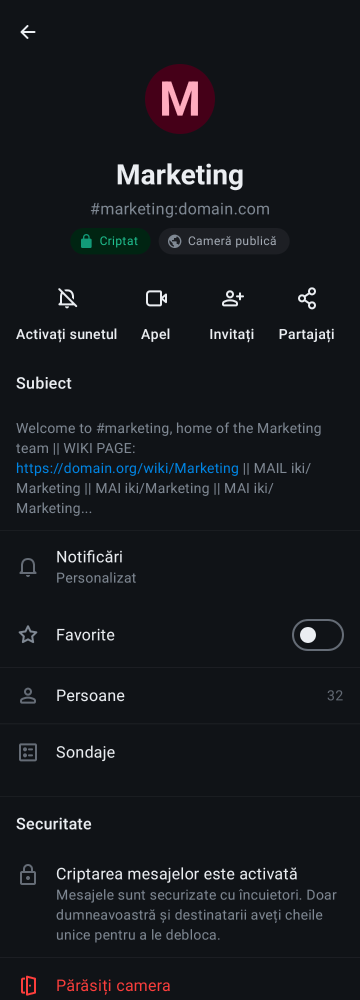 M
Marketing
#marketing:domain.com
Criptat
Cameră publică
Activați sunetul
Apel
Invitați
Partajați
Subiect
Welcome to #marketing, home of the Marketing
team || WIKI PAGE:
https://domain.org/wiki/Marketing || MAIL iki/
Marketing || MAI iki/Marketing || MAI iki/
Marketing...
Notificări
Personalizat
Favorite
Persoane
32
Sondaje
Securitate
Criptarea mesajelor este activată
Mesajele sunt securizate cu încuietori. Doar
dumneavoastră și destinatarii aveți cheile
unice pentru a le debloca.
Părăsiți camera